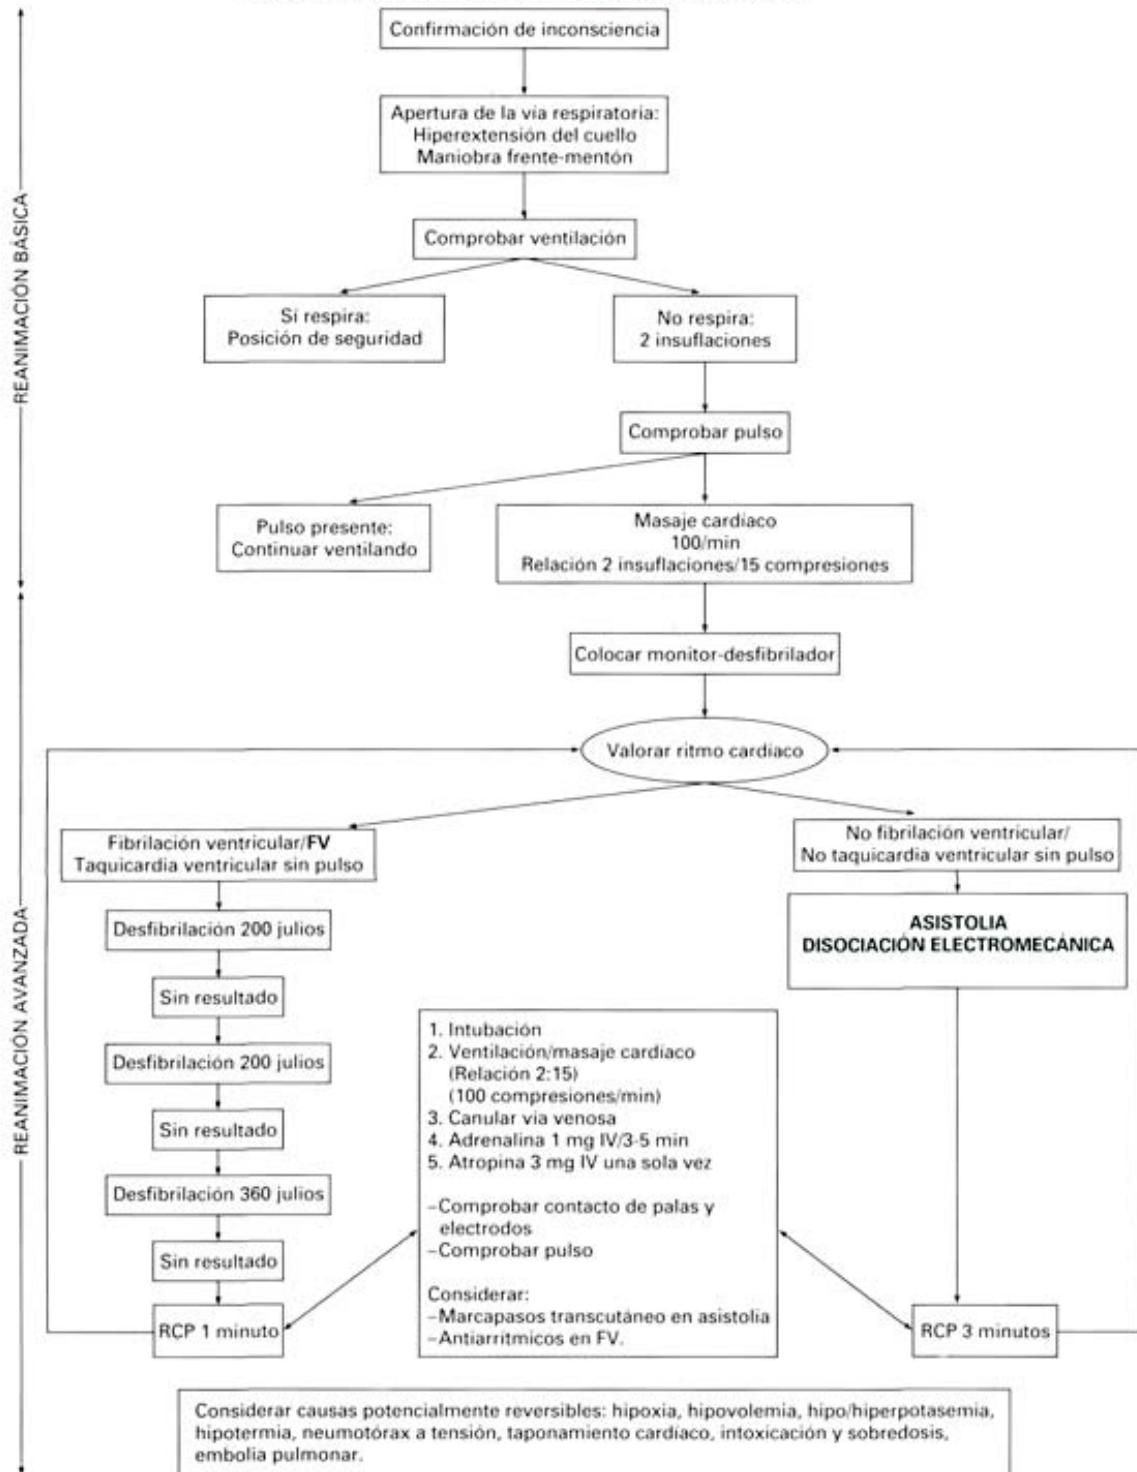 Confirmación de inconsciencia
Apertura de la vía respiratoria:
Hiperextensión del cuello
Maniobra frente-mentón
Comprobar ventilación
Sí respira:
Posición de seguridad
No respira:
2 insuflaciones
Comprobar pulso
Pulso presente:
Continuar ventilando
Masaje cardíaco
100/min
Relación 2 insuflaciones/15 compresiones
REANIMACIÓN BÁSICA
Colocar monitor-desfibrilador
Valorar ritmo cardíaco
Fibrilación ventricular/FV
Taquicardia ventricular sin pulso
No fibrilación ventricular/
No taquicardia ventricular sin pulso
Desfibrilación 200 julios
ASISTOLIA
DISOCIACIÓN ELECTROMECÁNICA
Sin resultado
Desfibrilación 200 julios
Sin resultado
Desfibrilación 360 julios
Sin resultado
RCP 1 minuto
1. Intubación
2. Ventilación/masaje cardíaco
(Relación 2:15)
(100 compresiones/min)
3. Canular vía venosa
4. Adrenalina 1 mg IV/3-5 min
5. Atropina 3 mg IV una sola vez
–Comprobar contacto de palas y
electrodos
–Comprobar pulso
Considerar:
–Marcapasos transcutáneo en asistolia
–Antiarrítmicos en FV.
RCP 3 minutos
REANIMACIÓN AVANZADA
Considerar causas potencialmente reversibles: hipoxia, hipovolemia, hipo/hiperpotasemia,
hipotermia, neumotórax a tensión, taponamiento cardíaco, intoxicación y sobredosis,
embolia pulmonar.